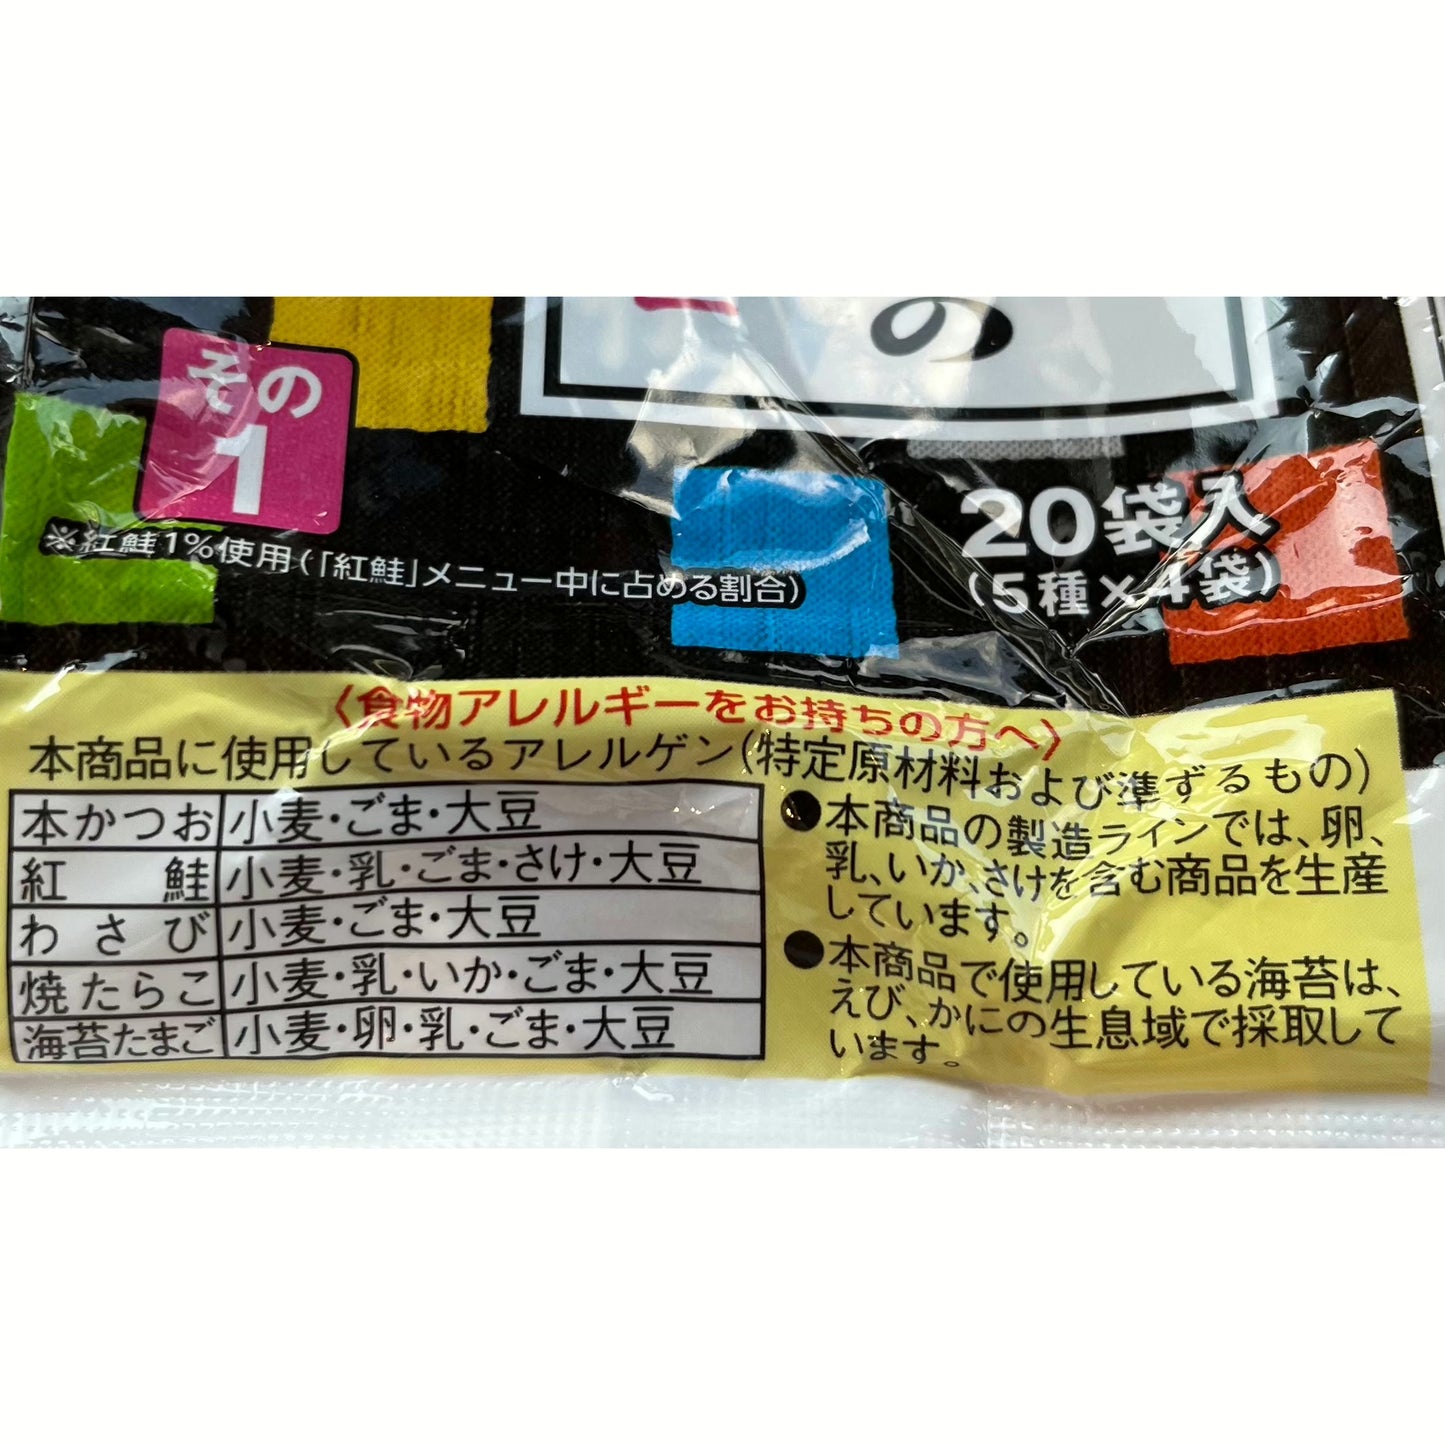 の
その
1
※紅鮭1%使用(「紅鮭」メニュー中に占める割合)
20袋入
(5種×4袋)
〈食物アレルギーをお持ちの方へ〉
本商品に使用しているアレルゲン(特定原材料および準ずるもの)
本かつお 小麦・ごま・大豆
紅鮭 小麦・乳・ごま・さけ・大豆
わさび 小麦・ごま・大豆
焼たらこ 小麦・乳・いか・ごま・大豆
海苔たまご 小麦・卵・乳・ごま・大豆
●本商品の製造ラインでは、卵、
乳、いか、さけを含む商品を生産
しています。
●本商品で使用している海苔は、
えび、かにの生息域で採取して
います。